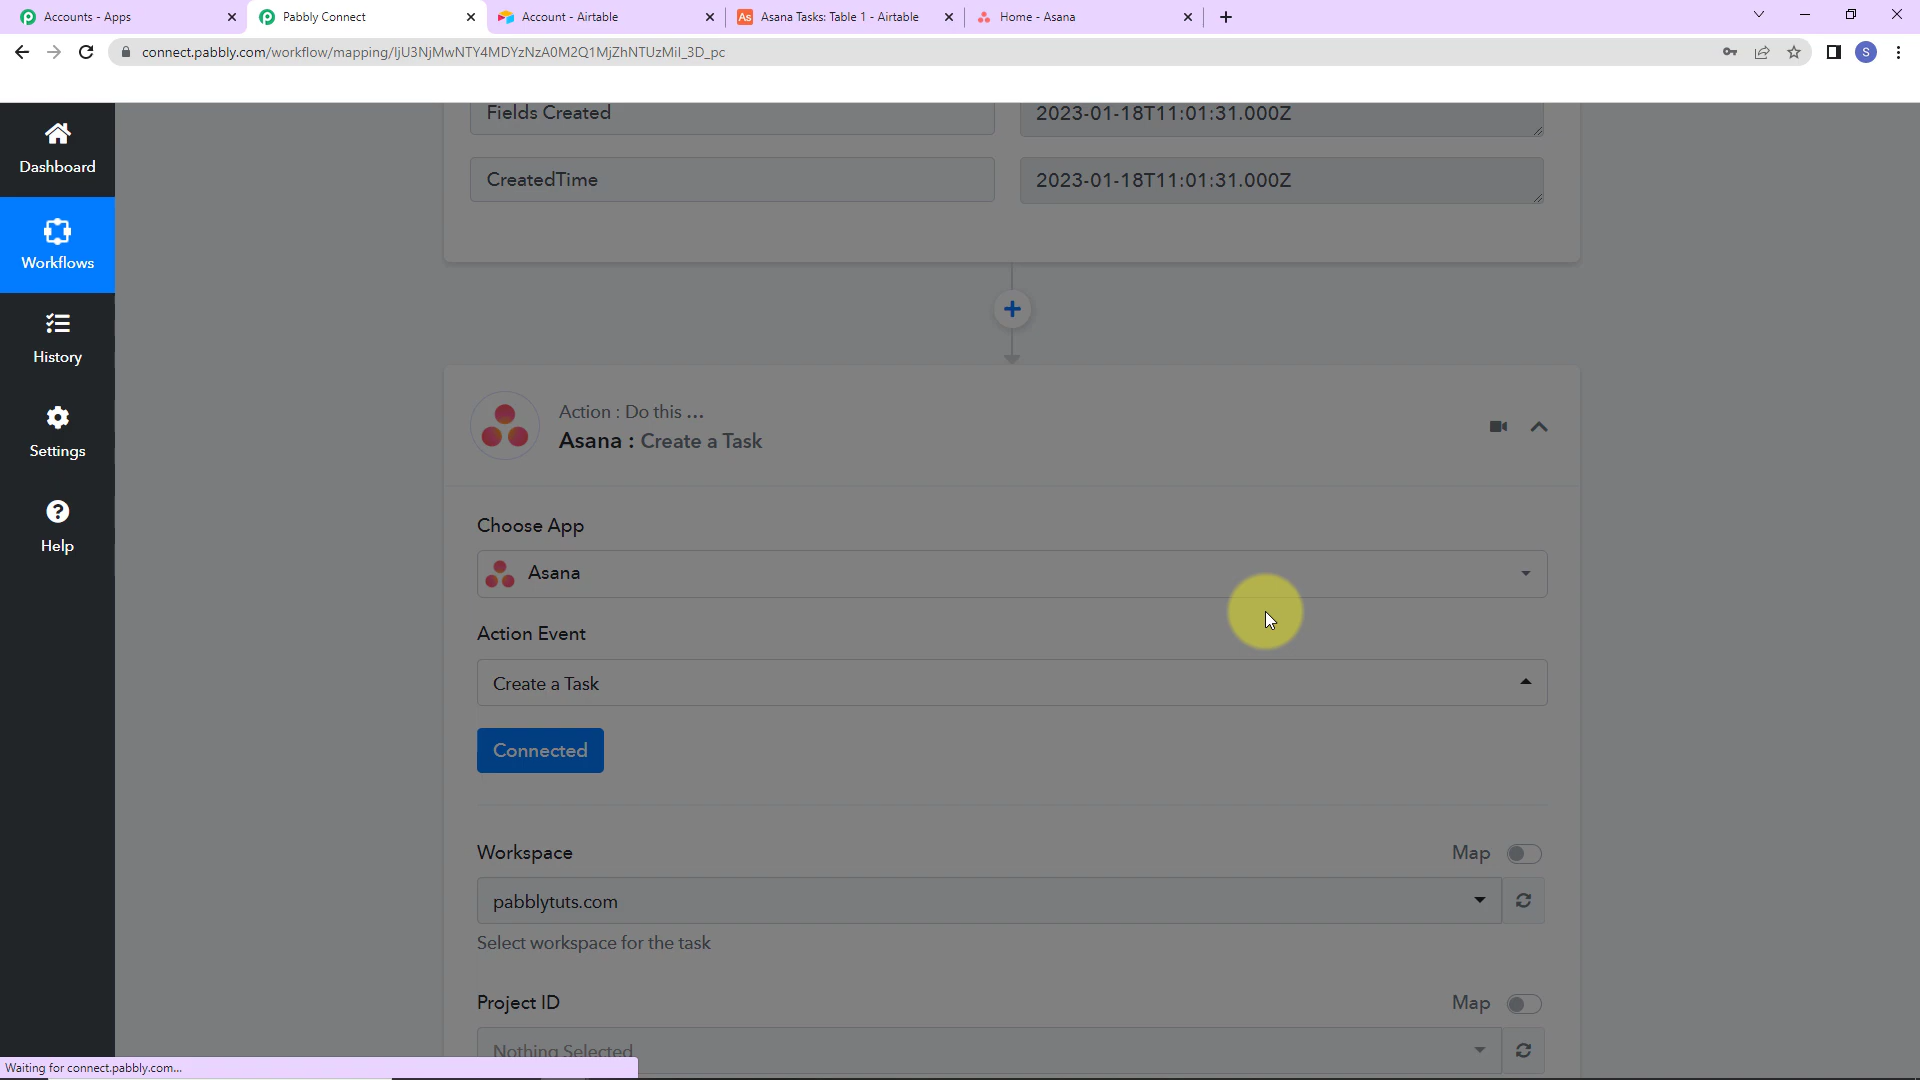 Accounts - Apps
Pabbly Connect
Account - Airtable
As
Asana Tasks: Table 1 - Airtable
Home - Asana
connect.pabbly.com/workflow/mapping/IjU3NjMwNTY4MDYzNzA0M2Q1MjZhNTUzMiI_3D_pc
S
Dashboard
Workflows
History
Settings
Help
Fields Created
2023-01-18T11:01:31.000Z
CreatedTime
2023-01-18T11:01:31.000Z
Action : Do this ...
Asana : Create a Task
Choose App
Asana
Action Event
Create a Task
Connected
Workspace
Map
pabblytuts.com
Select workspace for the task
Project ID
Map
Nothing Selected
Waiting for connect.pabbly.com...